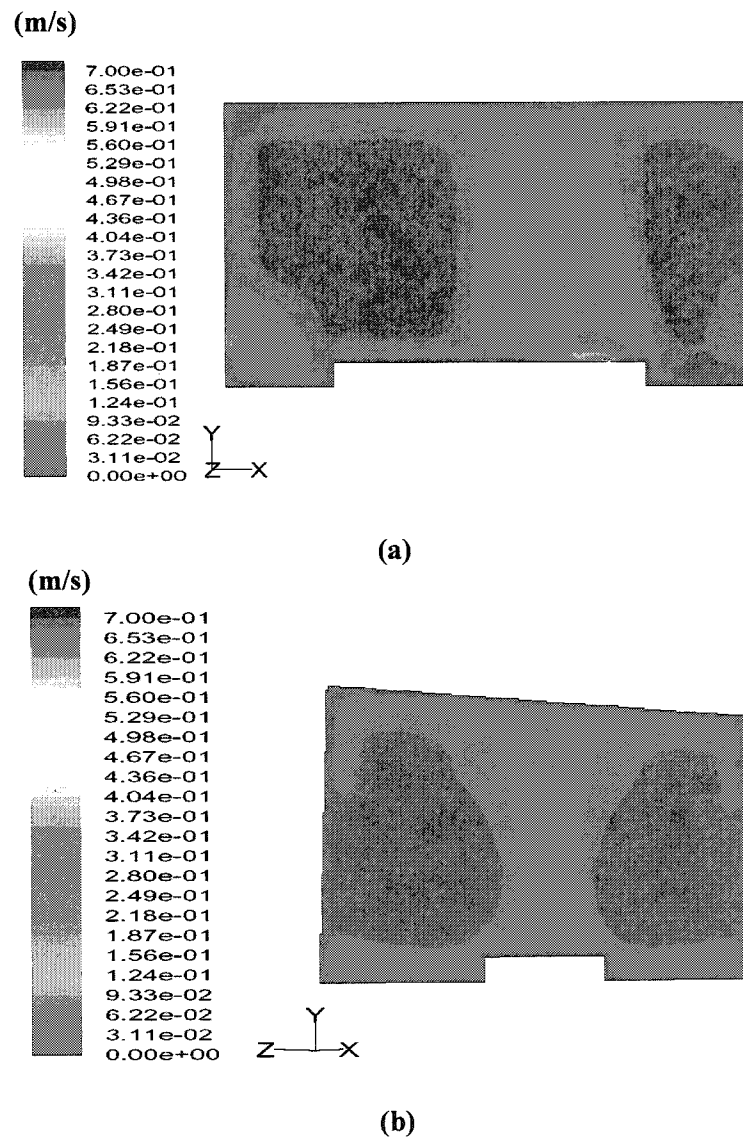 (m/s)
7.00e-01
6.53e-01
6.22e-01
5.91e-01
5.60e-01
5.29e-01
4.98e-01
4.67e-01
4.36e-01
4.04e-01
3.73e-01
3.42e-01
3.11e-01
2.80e-01
2.49e-01
2.18e-01
1.87e-01
1.56e-01
1.24e-01
9.33e-02
6.22e-02
3.11e-02
0.00e+00
Y
Z X
(a)
(m/s)
7.00e-01
6.53e-01
6.22e-01
5.91e-01
5.60e-01
5.29e-01
4.98e-01
4.67e-01
4.36e-01
4.04e-01
3.73e-01
3.42e-01
3.11e-01
2.80e-01
2.49e-01
2.18e-01
1.87e-01
1.56e-01
1.24e-01
9.33e-02
6.22e-02
3.11e-02
0.00e+00
Y
Z X
(b)